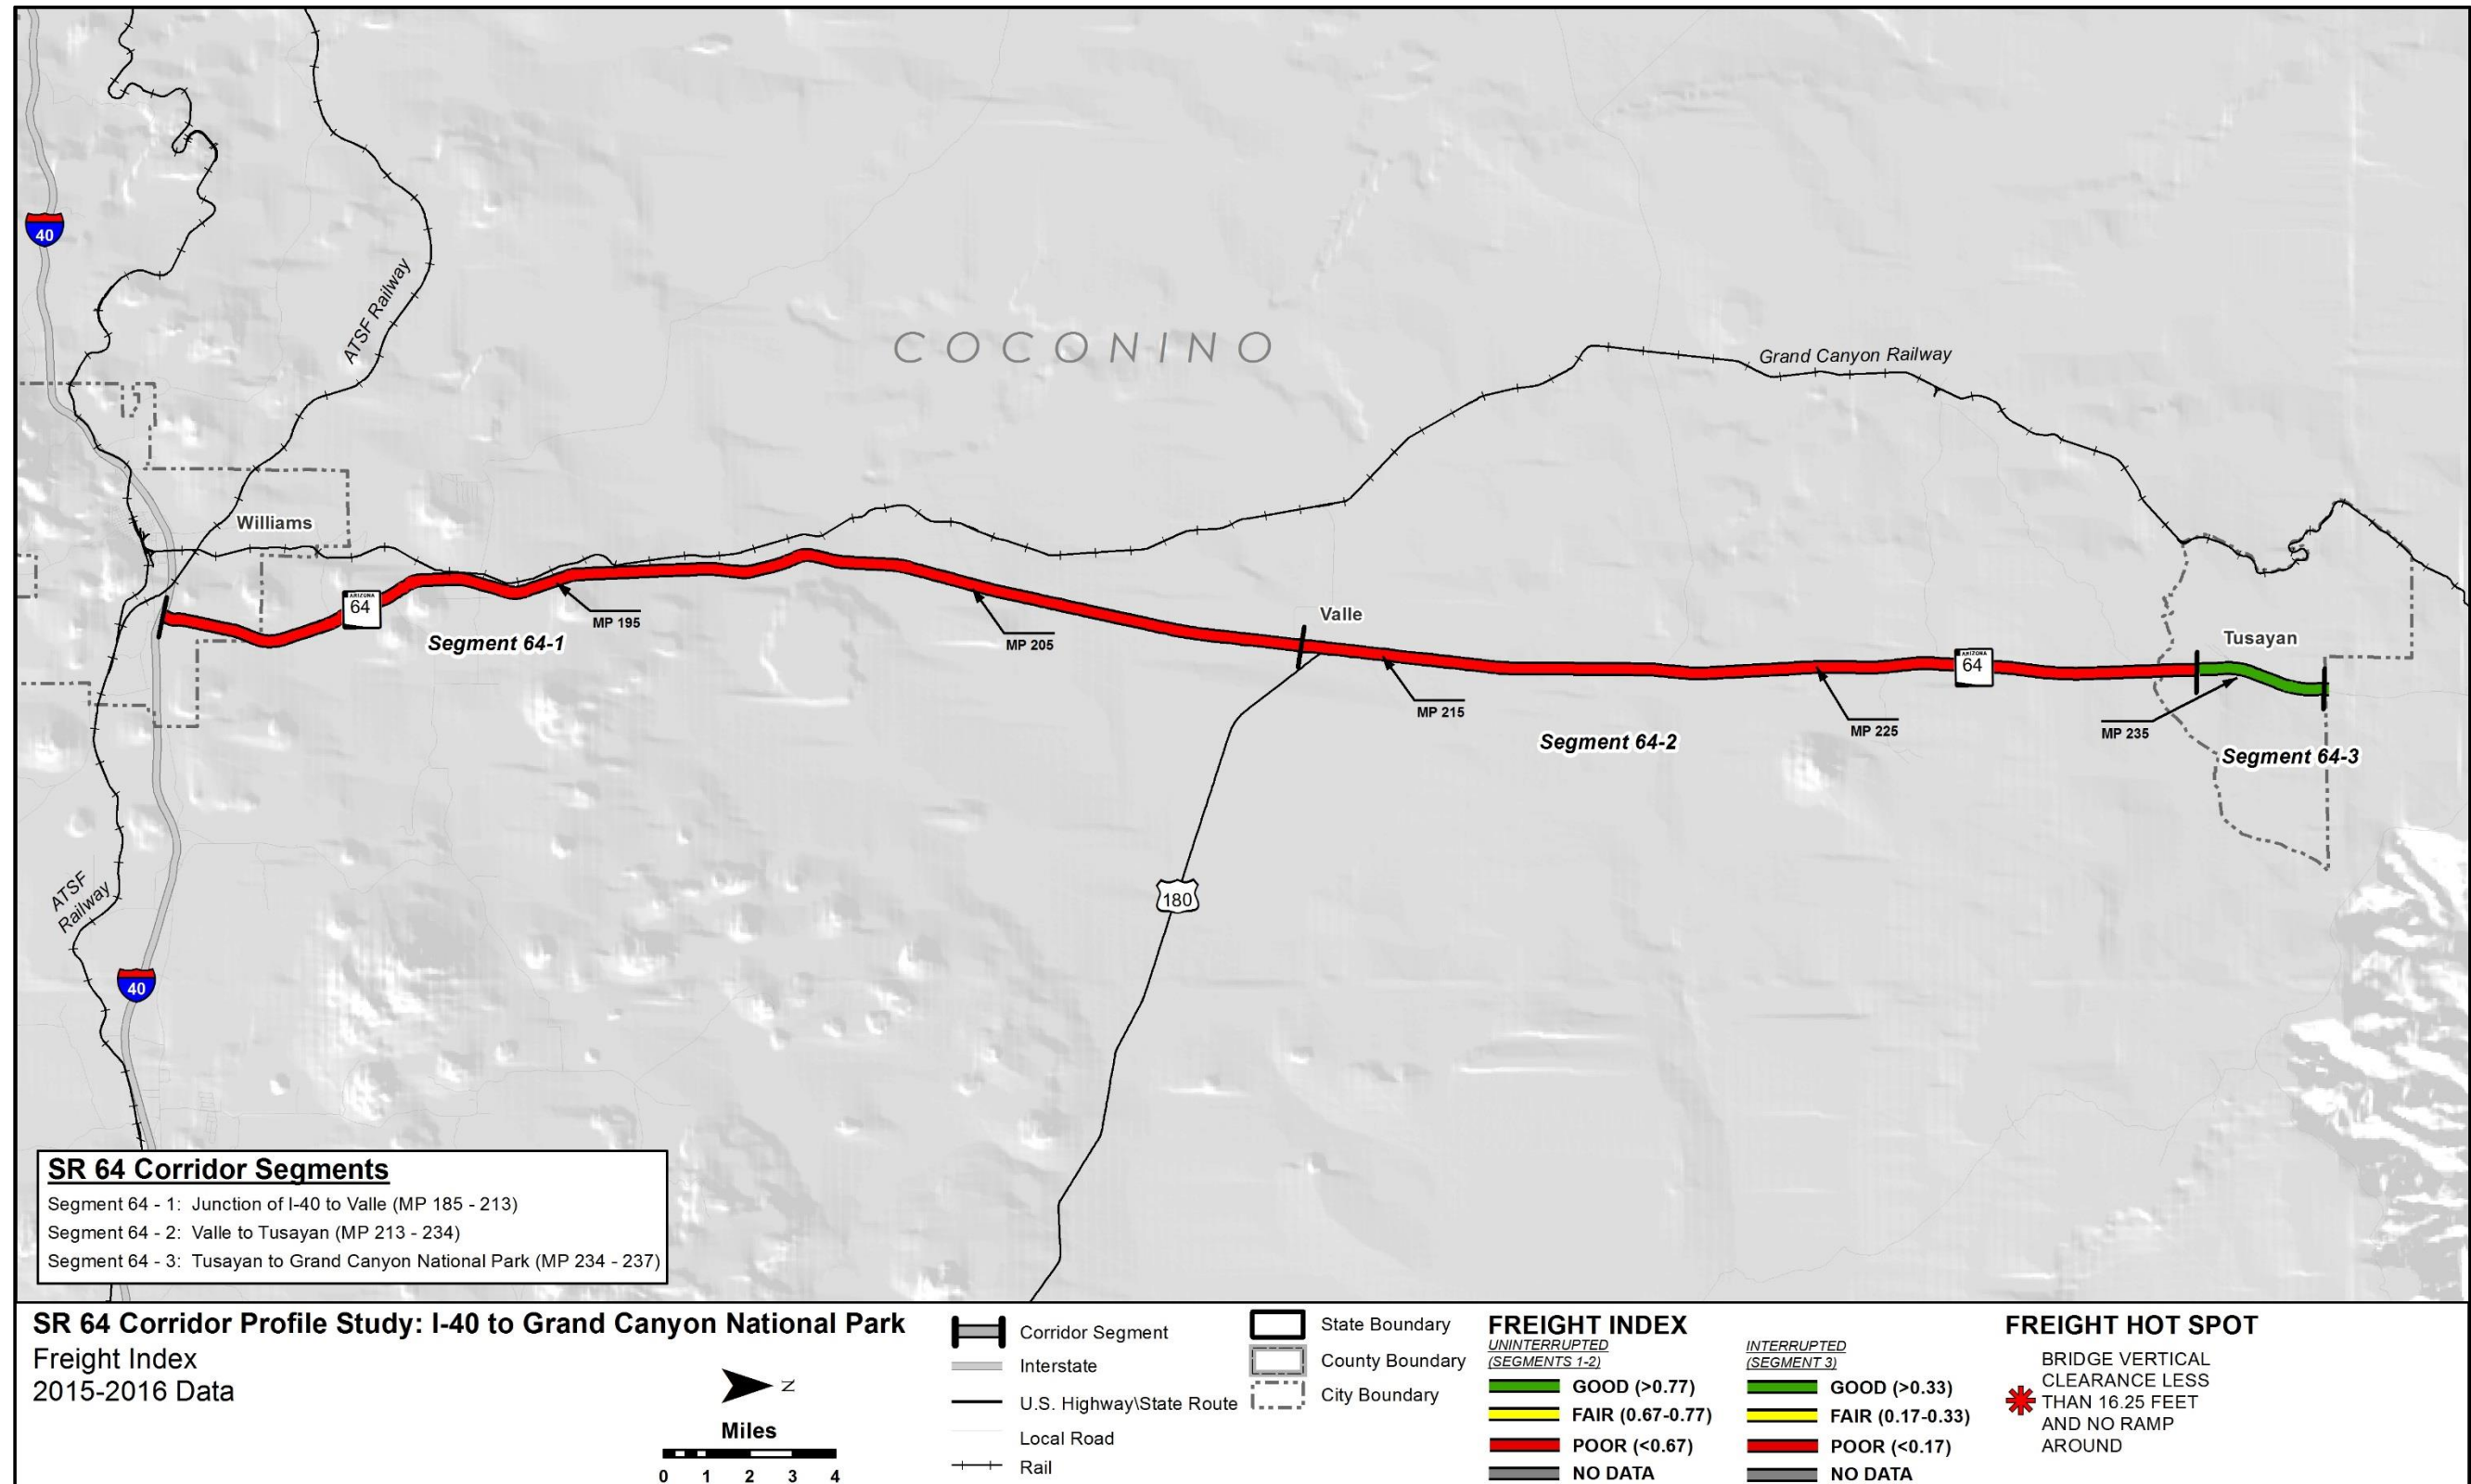 40
ATSF Railway
COCONINO
Grand Canyon Railway
Williams
ARIZONA
64
MP 195
Segment 64-1
MP 205
Valle
MP 215
Segment 64-2
MP 225
ARIZONA
64
Tusayan
MP 235
Segment 64-3
180
ATSF
Railway
40
SR 64 Corridor Segments
Segment 64 - 1: Junction of I-40 to Valle (MP 185 - 213)
Segment 64 - 2: Valle to Tusayan (MP 213 - 234)
Segment 64 - 3: Tusayan to Grand Canyon National Park (MP 234 - 237)
SR 64 Corridor Profile Study: I-40 to Grand Canyon National Park
Freight Index
2015-2016 Data
N
Miles
0 1 2 3 4
Corridor Segment
Interstate
U.S. Highway\State Route
Local Road
Rail
State Boundary
County Boundary
City Boundary
FREIGHT INDEX
UNINTERRUPTED
(SEGMENTS 1-2)
GOOD (>0.77)
FAIR (0.67-0.77)
POOR (<0.67)
NO DATA
INTERRUPTED
(SEGMENT 3)
GOOD (>0.33)
FAIR (0.17-0.33)
POOR (<0.17)
NO DATA
FREIGHT HOT SPOT
BRIDGE VERTICAL
CLEARANCE LESS
THAN 16.25 FEET
AND NO RAMP
AROUND